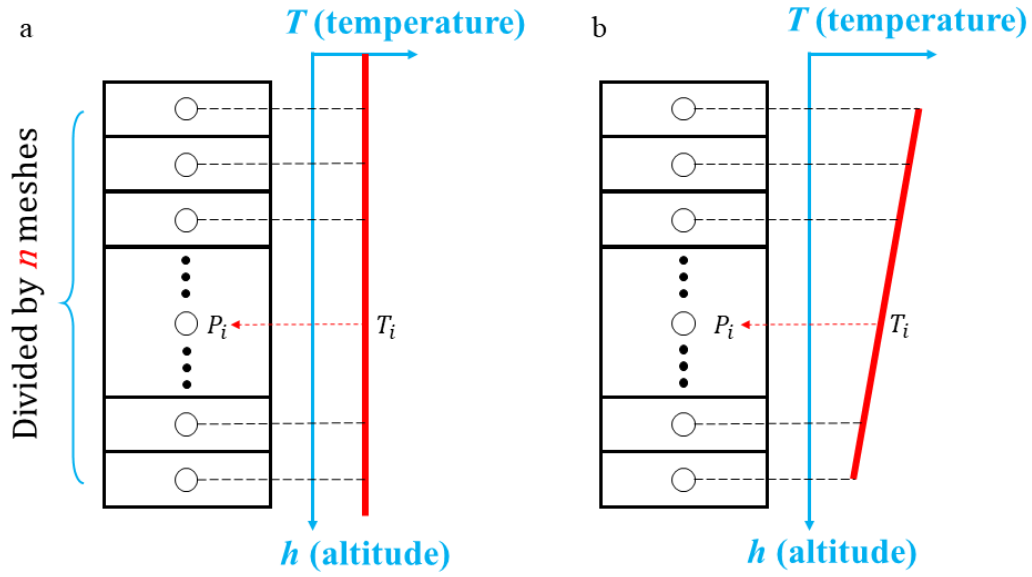 a
T (temperature)
Divided by n meshes
P_i
T_i
h (altitude)
b
T (temperature)
P_i
T_i
h (altitude)